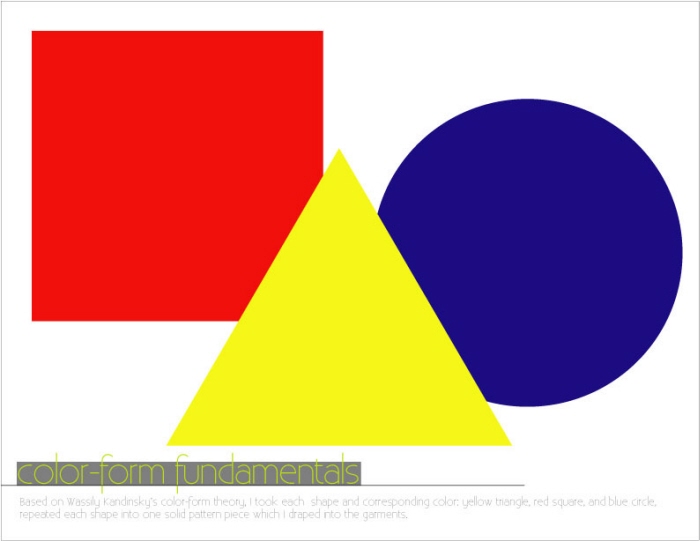 color-form fundamentals
Based on Wassily Kandinsky's color-form theory, I took each shape and corresponding color: yellow triangle, red square, and blue circle,
repeated each shape into one solid pattern piece which I draped into the garments.